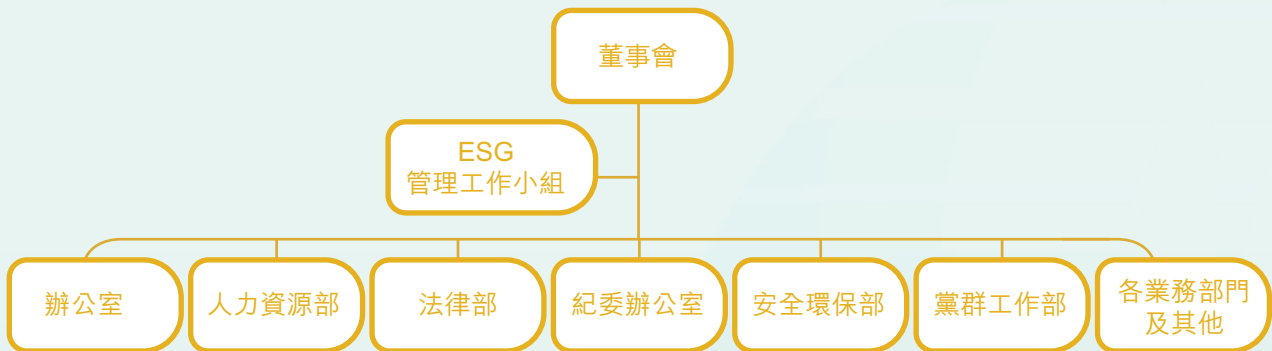 董事會
ESG
管理工作小組
辦公室
人力資源部
法律部
紀委辦公室
安全環保部
黨群工作部
各業務部門
及其他